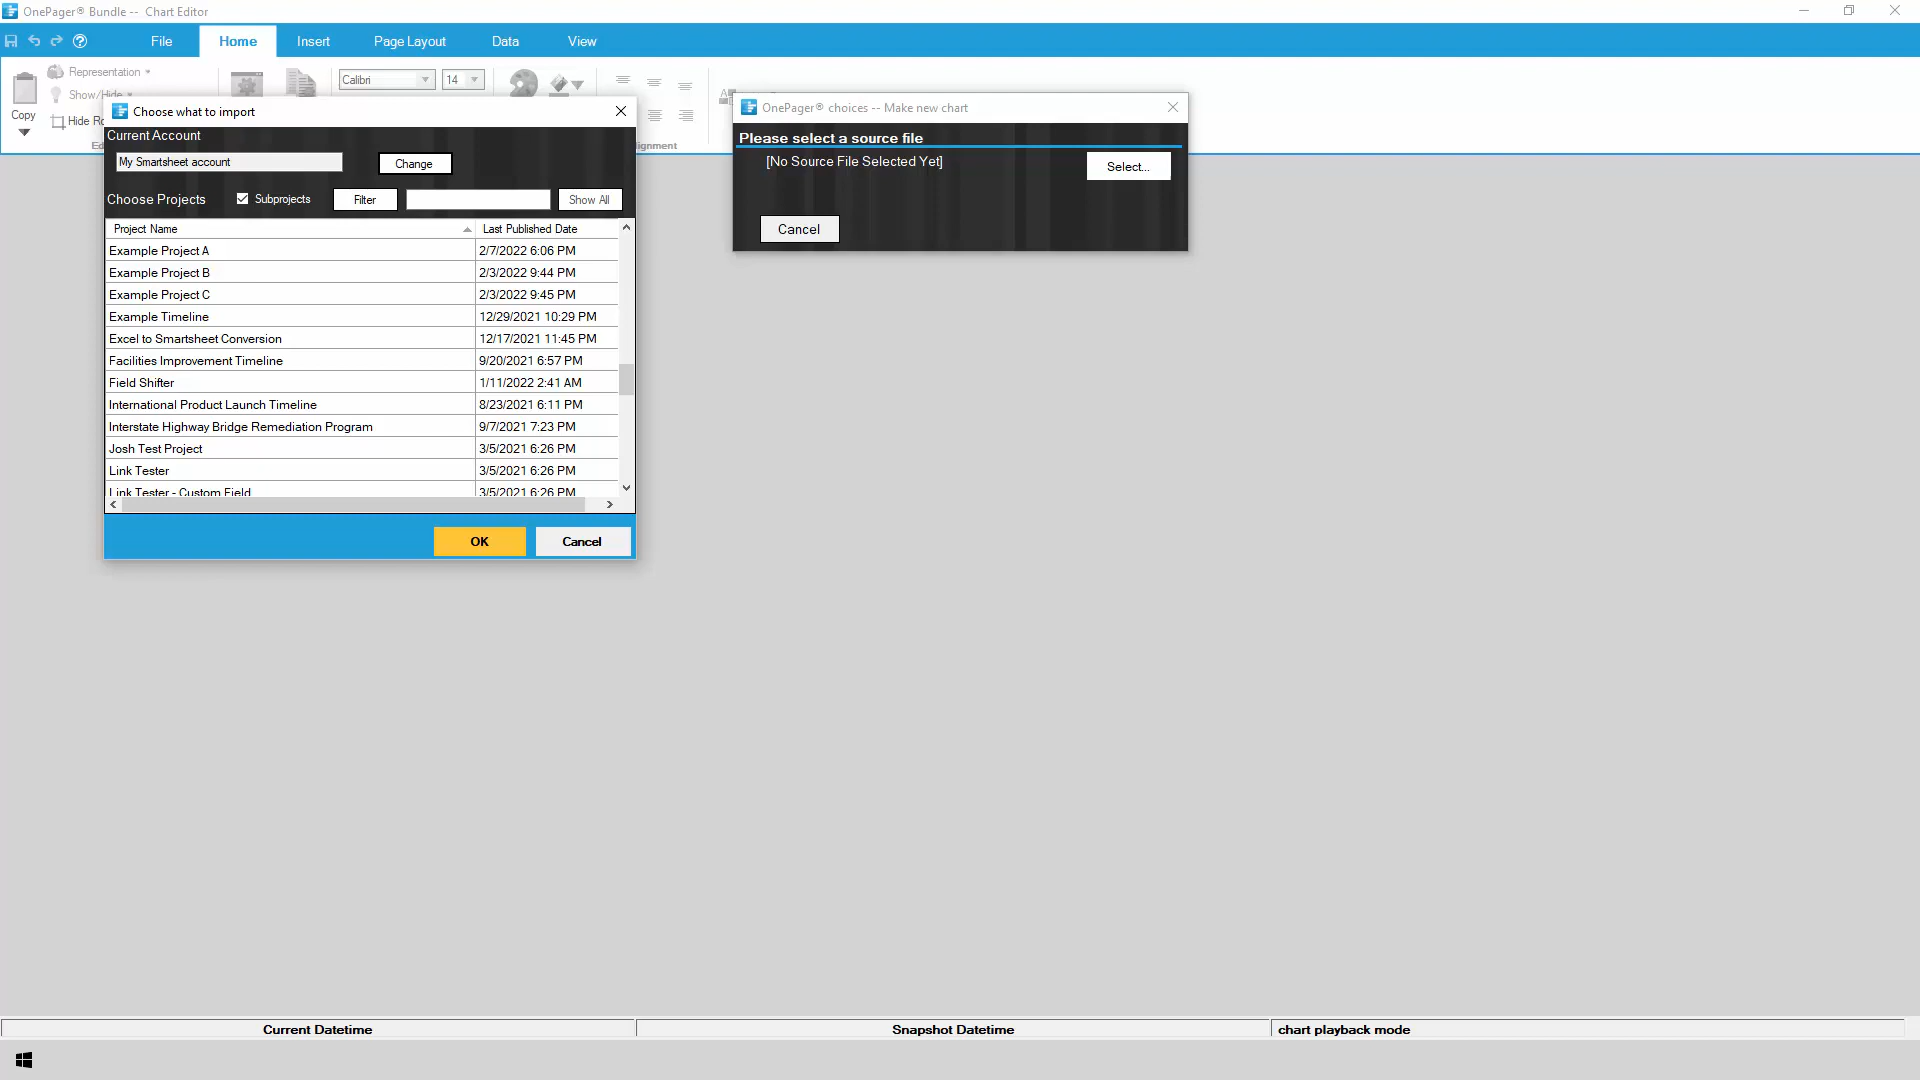 OnePager® Bundle -- Chart Editor
File Home Insert Page Layout Data View
Representation
Calibri 14
Copy
Show/Hide
Hide
Choose what to import
Current Account
My Smartsheet account Change
Choose Projects Subprojects Filter Show All
Project Name Last Published Date
Example Project A 2/7/2022 6:06 PM
Example Project B 2/3/2022 9:44 PM
Example Project C 2/3/2022 9:45 PM
Example Timeline 12/29/2021 10:29 PM
Excel to Smartsheet Conversion 12/17/2021 11:45 PM
Facilities Improvement Timeline 9/20/2021 6:57 PM
Field Shifter 1/11/2022 2:41 AM
International Product Launch Timeline 8/23/2021 6:11 PM
Interstate Highway Bridge Remediation Program 9/7/2021 7:23 PM
Josh Test Project 3/5/2021 6:26 PM
Link Tester 3/5/2021 6:26 PM
Link Tester - Custom Field 3/5/2021 6:26 PM
OK Cancel
OnePager® choices -- Make new chart
Please select a source file
[No Source File Selected Yet] Select...
Cancel
Current Datetime Snapshot Datetime chart playback mode